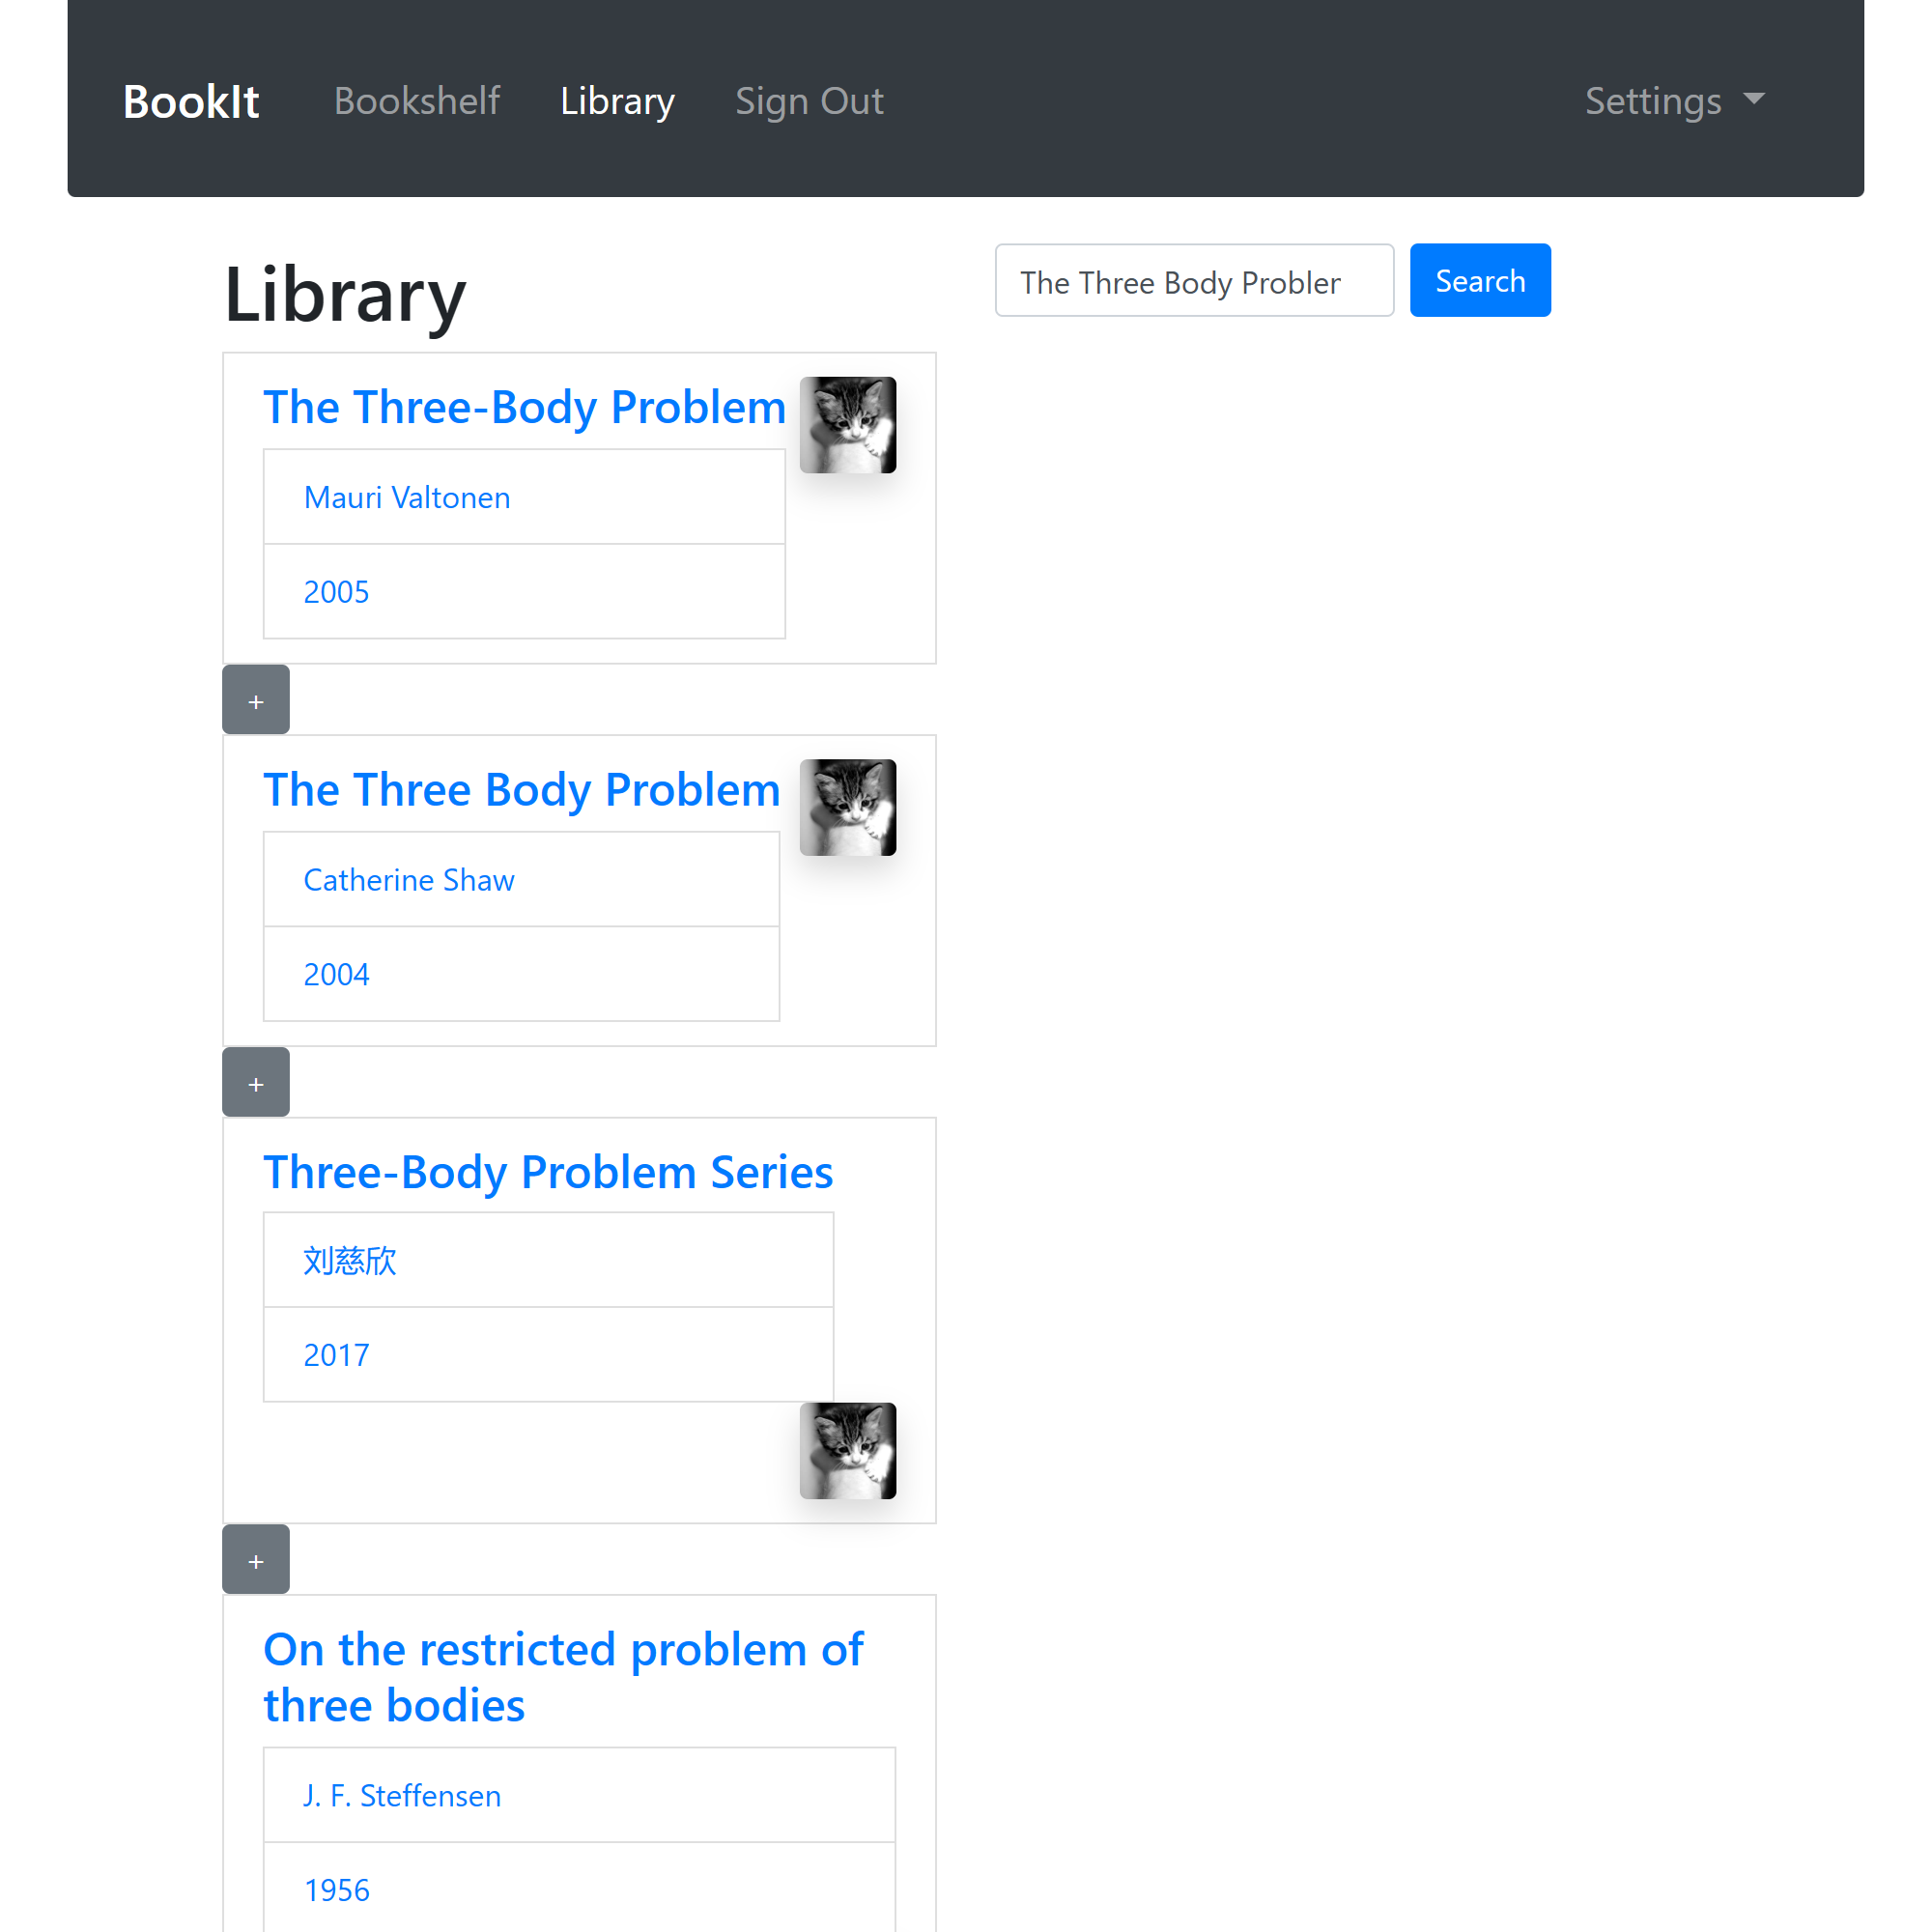 BookIt Bookshelf Library Sign Out Settings
Library
The Three Body Probler
Search
The Three-Body Problem
Mauri Valtonen
2005
+
The Three Body Problem
Catherine Shaw
2004
+
Three-Body Problem Series
刘慈欣
2017
+
On the restricted problem of
three bodies
J. F. Steffensen
1956